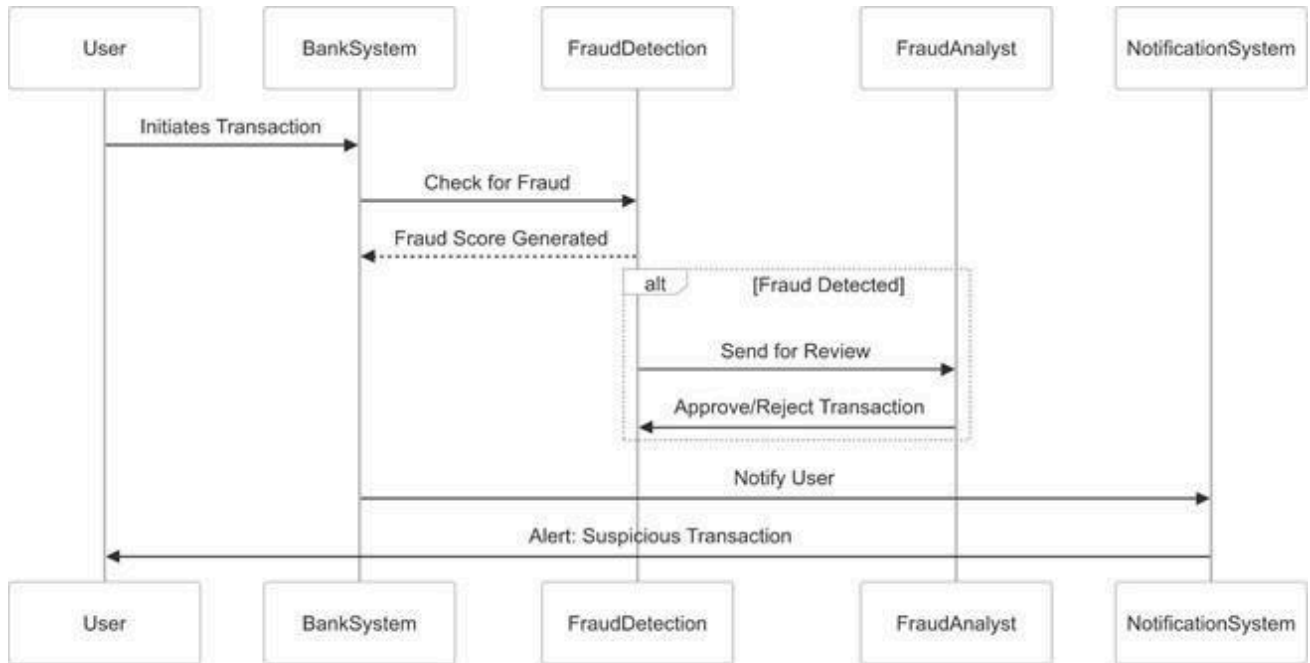 User
BankSystem
FraudDetection
FraudAnalyst
NotificationSystem
Initiates Transaction
Check for Fraud
Fraud Score Generated
alt
[Fraud Detected]
Send for Review
Approve/Reject Transaction
Notify User
Alert: Suspicious Transaction
User
BankSystem
FraudDetection
FraudAnalyst
NotificationSystem